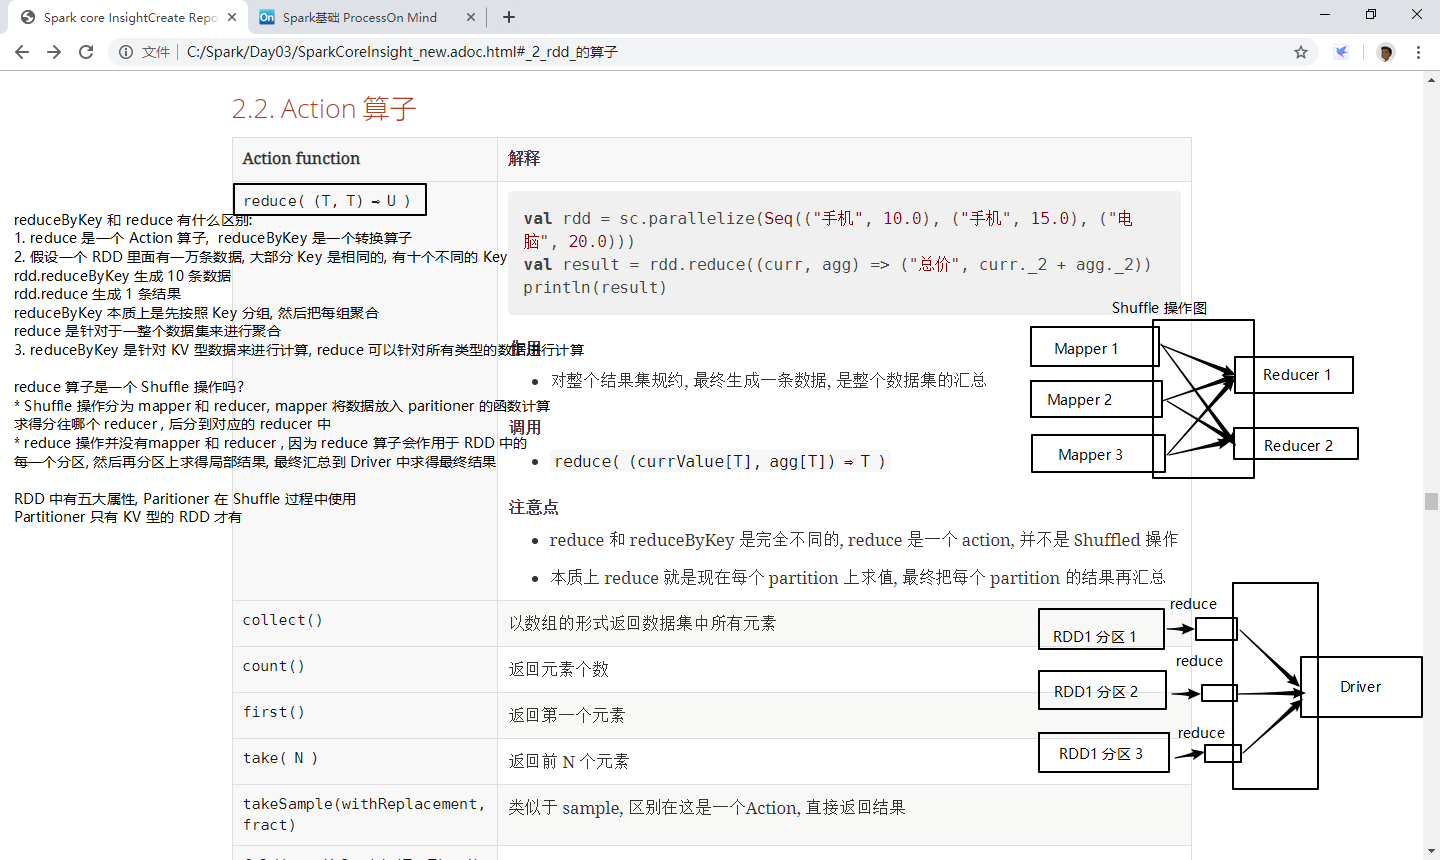 Spark core InsightCreate Repo
Spark基础 ProcessOn Mind
文件
C:/Spark/Day03/SparkCoreInsight_new.adoc.html#_2_rdd_的算子
2.2. Action 算子
Action function
解释
reduce( (T, T) ⇒ U )
val rdd = sc.parallelize(Seq(("手机", 10.0), ("手机", 15.0), ("电
脑", 20.0)))
val result = rdd.reduce((curr, agg) => ("总价", curr._2 + agg._2))
println(result)
reduceByKey 和 reduce 有什么区别:
1. reduce 是一个 Action 算子, reduceByKey 是一个转换算子
2. 假设一个 RDD 里面有一万条数据, 大部分 Key 是相同的, 有十个不同的 Key
rdd.reduceByKey 生成 10 条数据
rdd.reduce 生成 1 条结果
reduceByKey 本质上是先按照 Key 分组, 然后把每组聚合
reduce 是针对于一整个数据集来进行聚合
3. reduceByKey 是针对 KV 型数据来进行计算, reduce 可以针对所有类型的数据进行计算
reduce 算子是一个 Shuffle 操作吗?
* Shuffle 操作分为 mapper 和 reducer, mapper 将数据放入 paritioner 的函数计算
求得分往哪个 reducer , 后分到对应的 reducer 中
* reduce 操作并没有mapper 和 reducer , 因为 reduce 算子会作用于 RDD 中的
每一个分区, 然后再分区上求得局部结果, 最终汇总到 Driver 中求得最终结果
RDD 中有五大属性, Paritioner 在 Shuffle 过程中使用
Partitioner 只有 KV 型的 RDD 才有
作用
对整个结果集规约, 最终生成一条数据, 是整个数据集的汇总
调用
reduce( (currValue[T], agg[T]) ⇒ T )
注意点
reduce 和 reduceByKey 是完全不同的, reduce 是一个 action, 并不是 Shuffled 操作
本质上 reduce 就是现在每个 partition 上求值, 最终把每个 partition 的结果再汇总
Shuffle 操作图
Mapper 1
Mapper 2
Mapper 3
Reducer 1
Reducer 2
collect()
以数组的形式返回数据集中所有元素
count()
返回元素个数
first()
返回第一个元素
take( N )
返回前 N 个元素
takeSample(withReplacement,
fract)
类似于 sample, 区别在这是一个Action, 直接返回结果
reduce
RDD1 分区 1
reduce
RDD1 分区 2
reduce
RDD1 分区 3
Driver